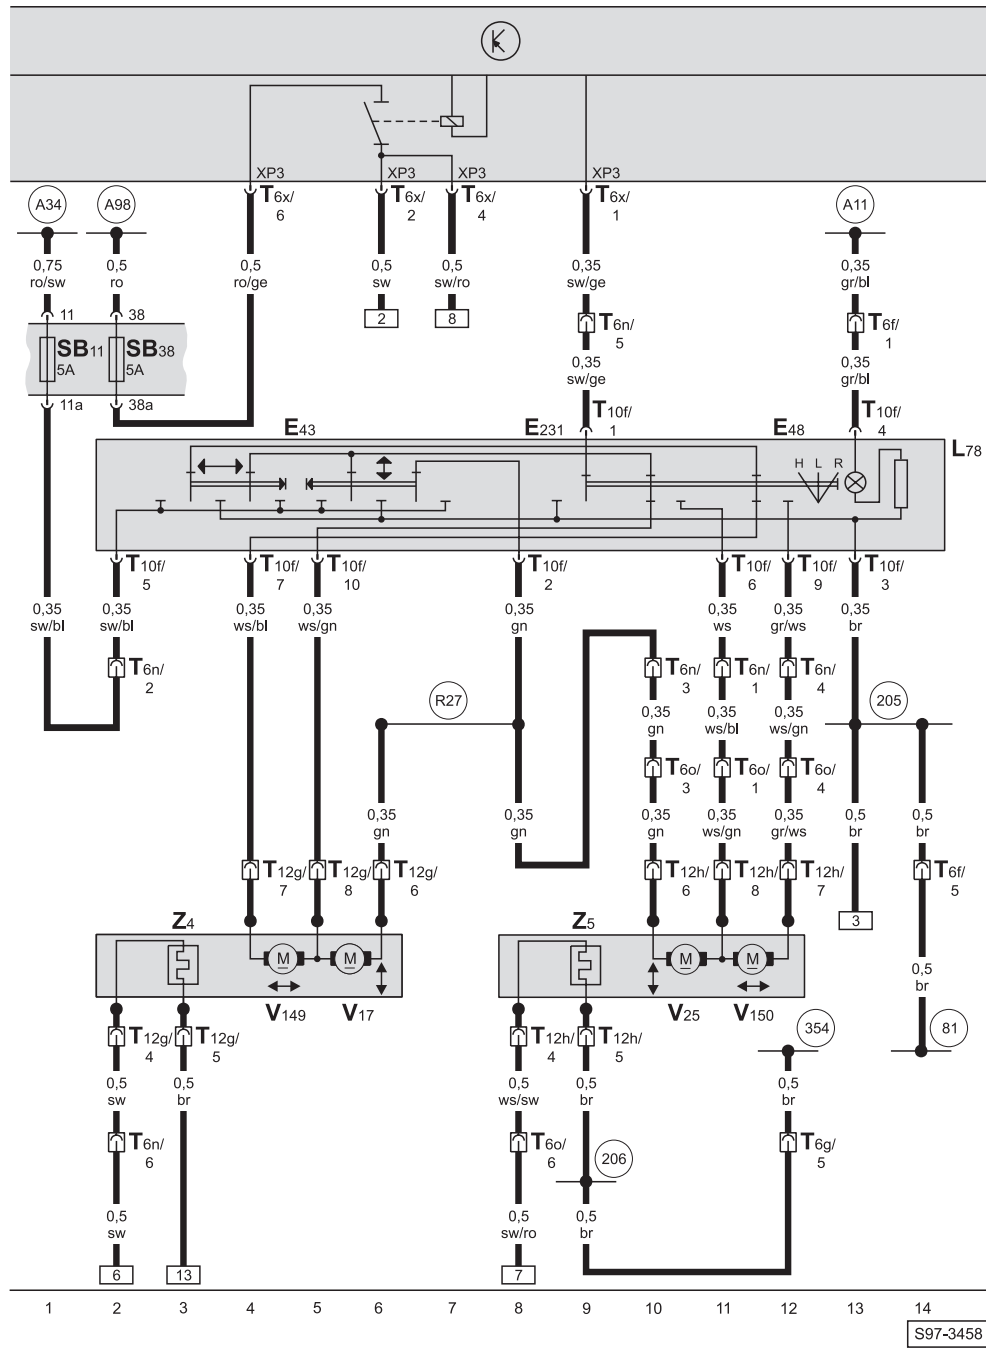 XP3 XP3 XP3 XP3
T6x/ T6x/ T6x/ T6x/
6 2 4 1
A34 A98 A11
0,75 0,5 0,5 0,5 0,5 0,35 0,35
ro/sw ro ro/ge sw sw/ro sw/ge gr/bl
11 38 2 8
T6n/ T6f/
5 1
SB11 SB38
5A 5A
0,35 0,35
sw/ge gr/bl
11a 38a T10f/ T10f/
E43 E231 1 E48 4
L78
H L R
T10f/ T10f/ T10f/ T10f/ T10f/ T10f/ T10f/
5 7 10 2 6 9 3
0,35 0,35 0,35 0,35 0,35 0,35 0,35 0,35
sw/bl sw/bl ws/bl ws/gn gn ws gr/ws br
T6n/ T6n/ T6n/ T6n/
2 3 1 4
R27 205
0,35 0,35 0,35
gn ws/bl ws/gn
T6o/ T6o/ T6o/
3 1 4
0,35 0,35 0,35 0,35 0,35 0,5 0,5
gn gn gn ws/gn gr/ws br br
T12g/ T12g/ T12g/ T12h/ T12h/ T12h/ T6f/
7 8 6 6 8 7 5
Z4 Z5 3
M M M M
0,5
br
V149 V17 V25 V150
354 81
T12g/ T12g/ T12h/ T12h/
4 5 4 5
0,5 0,5 0,5 0,5 0,5
sw br ws/sw br br
T6n/ T6o/ T6g/
6 6 5
206
0,5 0,5 0,5
sw sw/ro br
6 13 7
1 2 3 4 5 6 7 8 9 10 11 12 13 14
S97-3458